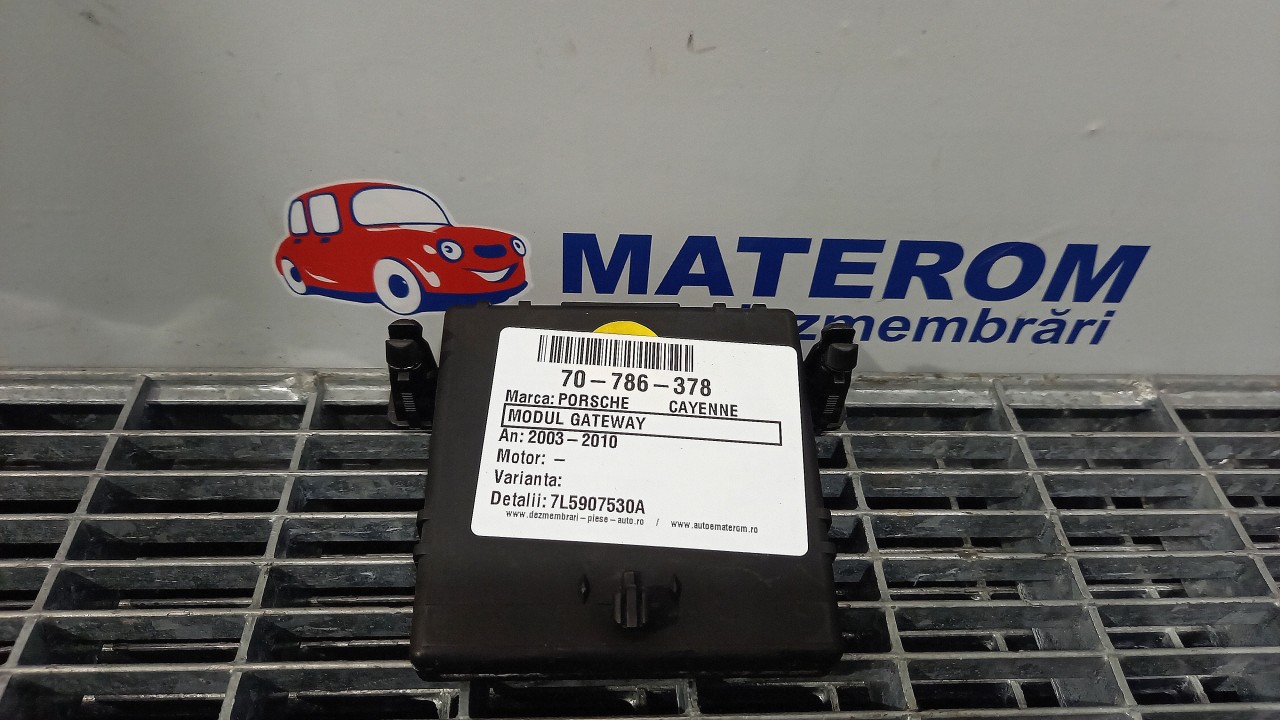 MATEROM
dezmembrări
70-786-378
Marca: PORSCHE CAYENNE
MODUL GATEWAY
An: 2003-2010
Motor: -
Varianta:
Detalii: 7L5907530A
www.dezmembrari-piese-auto.ro / www.autoematerom.ro